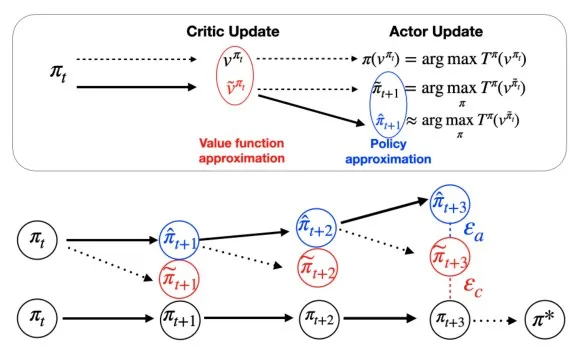 Critic Update Actor Update
π_t
v^{π_t} π(v^{π_t}) = arg max T^π(v^{π_t})
ṽ^{π_t} π̃_{t+1} = arg max_π T^π(v^{π̃_t})
π̂_{t+1} ≈ arg max_π T^π(v^{π̃_t})
Value function approximation Policy approximation
π̂_{t+3}
π_t π̂_{t+1} π̂_{t+2} ε_a
π̃_{t+1} π̃_{t+2} π̃_{t+3}
ε_c
π_t π_{t+1} π_{t+2} π_{t+3} π*